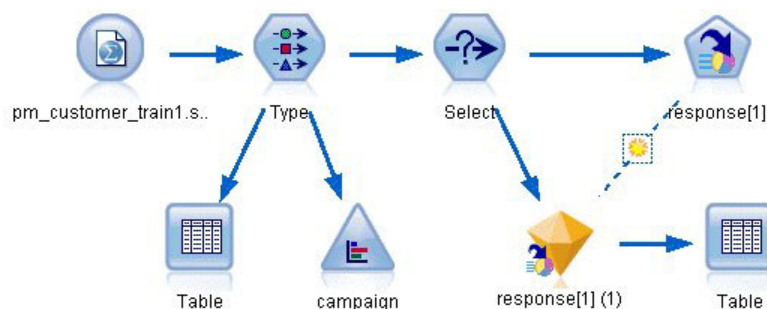 pm_customer_train1.s..
Type
Select
response[1]
Table
campaign
response[1] (1)
Table